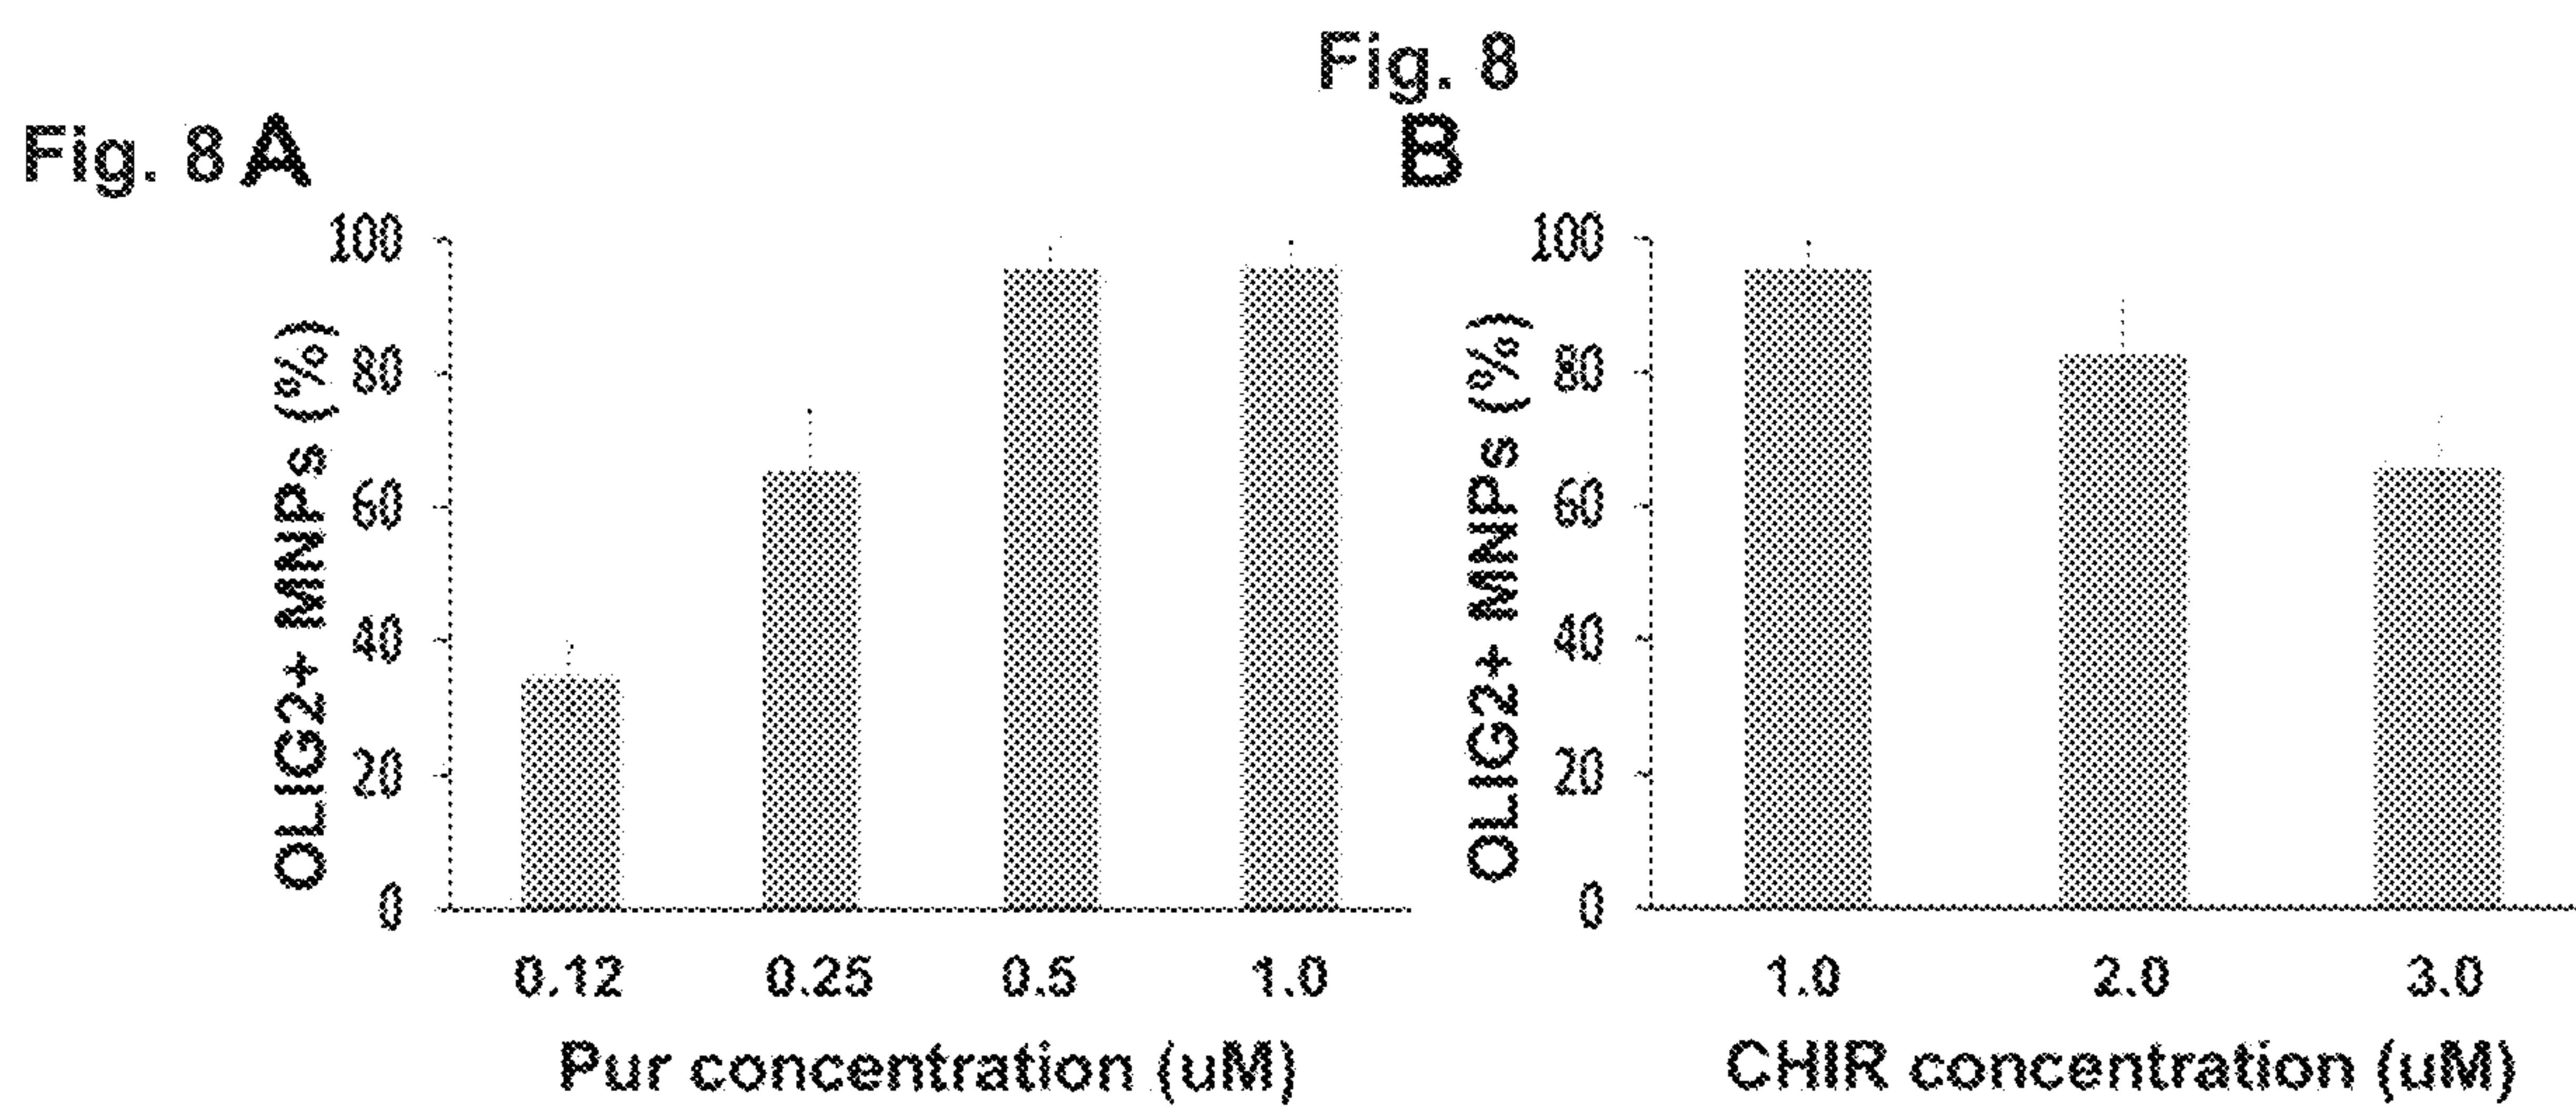 Fig. 8 A
OLIG2+ MNPs (%)
100
80
60
40
20
0
0.12 0.25 0.5 1.0
Pur concentration (uM)
Fig. 8
B
OLIG2+ MNPs (%)
100
80
60
40
20
0
1.0 2.0 3.0
CHIR concentration (uM)